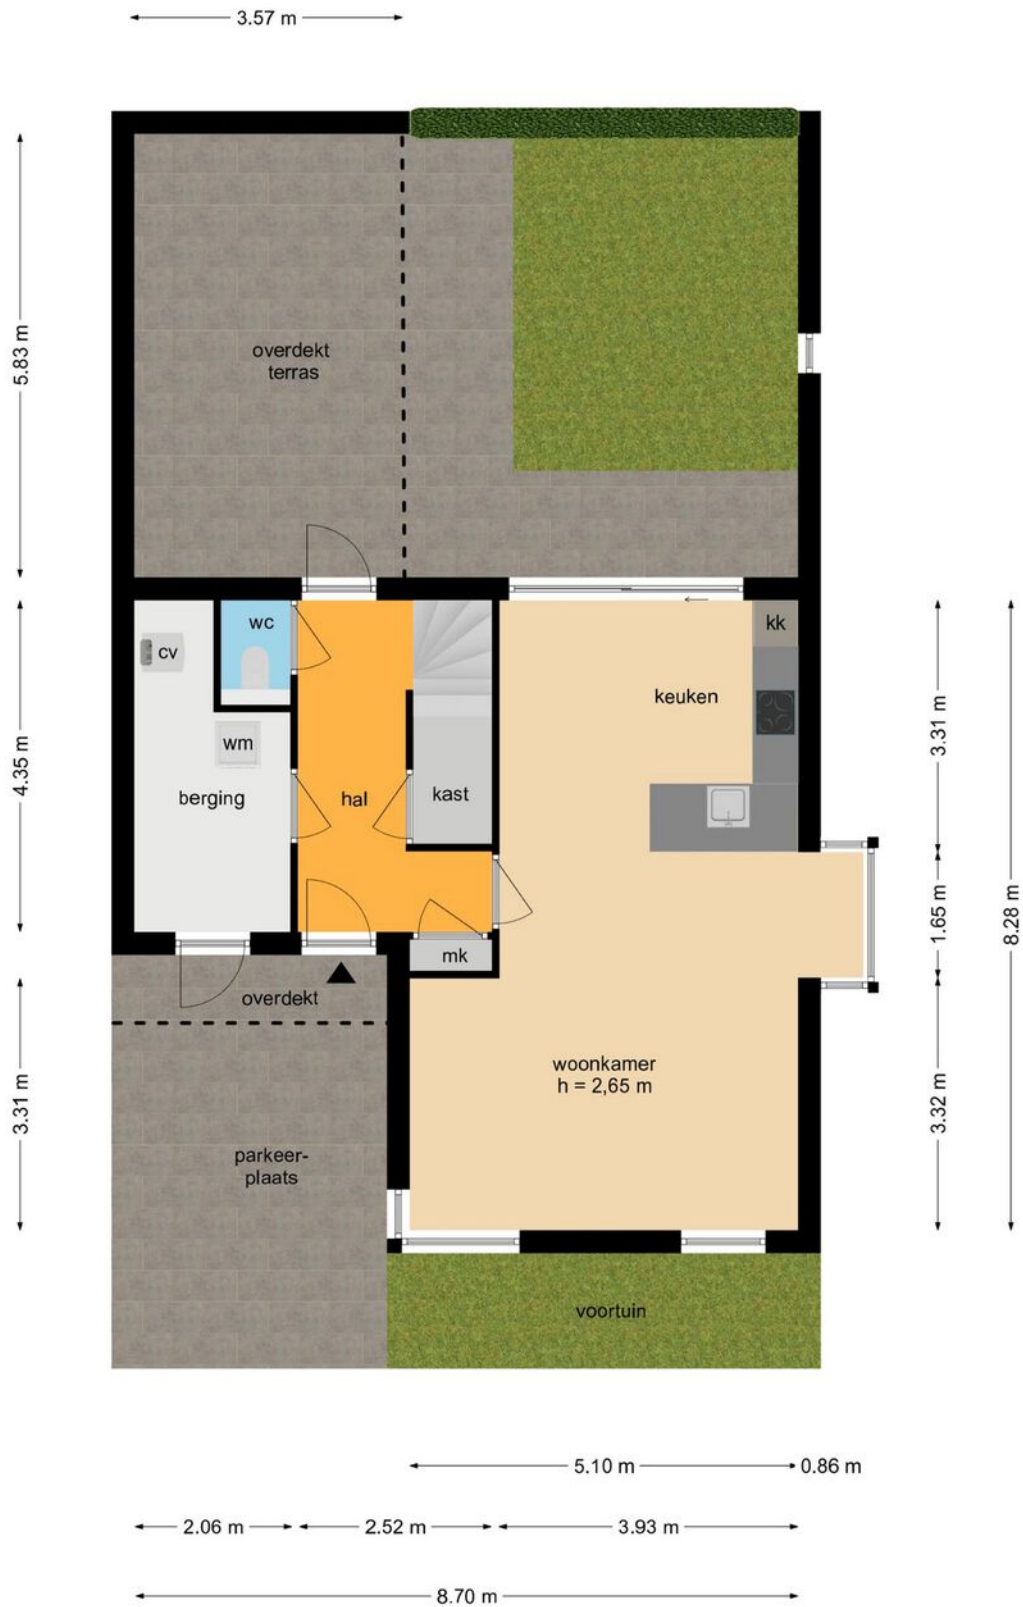 3.57 m
5.83 m
overdekt
terras
wc
kk
cv
keuken
wm
4.35 m
3.31 m
berging
hal
kast
1.65 m
8.28 m
mk
overdekt
woonkamer
h = 2,65 m
3.31 m
3.32 m
parkeer-
plaats
voortuin
5.10 m
0.86 m
2.06 m
2.52 m
3.93 m
8.70 m